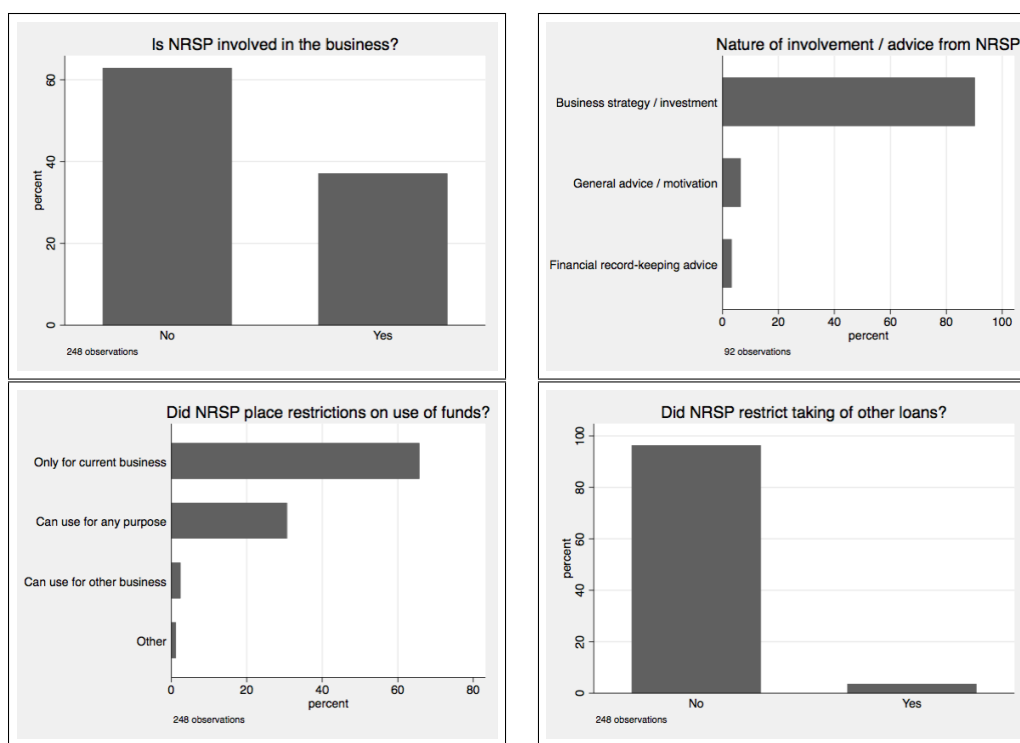 Is NRSP involved in the business?
percent
60
40
20
0
No Yes
248 observations
Nature of involvement / advice from NRSP
Business strategy / investment
General advice / motivation
Financial record-keeping advice
0 20 40 60 80 100
percent
92 observations
Did NRSP place restrictions on use of funds?
Only for current business
Can use for any purpose
Can use for other business
Other
0 20 40 60 80
percent
248 observations
Did NRSP restrict taking of other loans?
percent
100
80
60
40
20
0
No Yes
248 observations